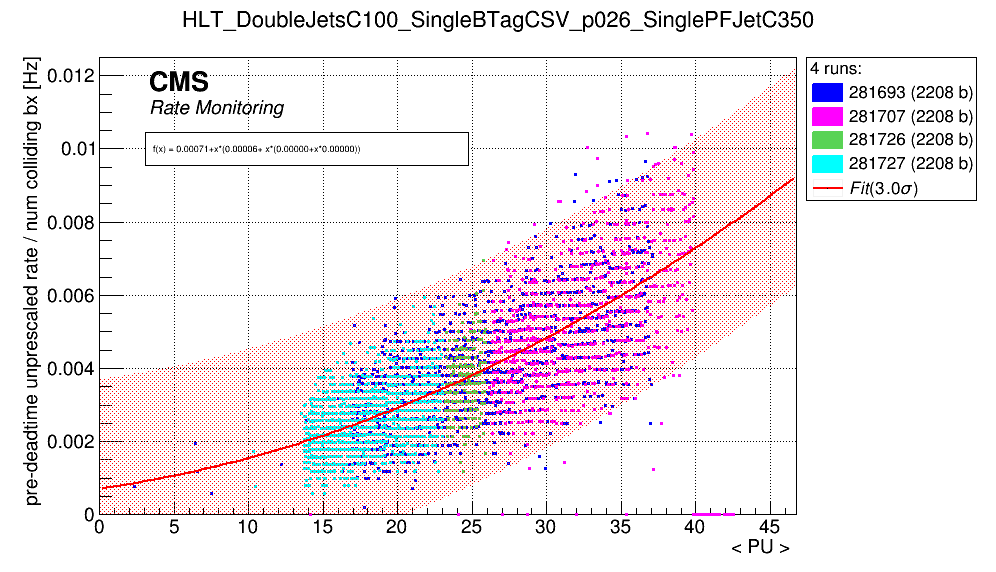 HLT_DoubleJetsC100_SingleBTagCSV_p026_SinglePFJetC350
pre-deadtime unprescaled rate / num colliding bx [Hz]
0.012
0.01
0.008
0.006
0.004
0.002
0
CMS
Rate Monitoring
f(x) = 0.00071+x*(0.00006+ x*(0.00000+x*0.00000))
0 5 10 15 20 25 30 35 40 45
< PU >
4 runs:
281693 (2208 b)
281707 (2208 b)
281726 (2208 b)
281727 (2208 b)
Fit(3.0σ)